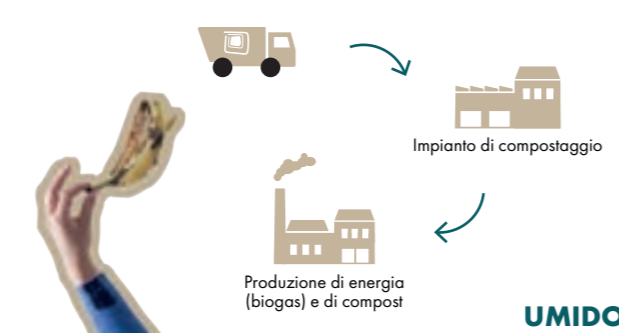 Impianto di compostaggio
Produzione di energia
(biogas) e di compost
UMIDO